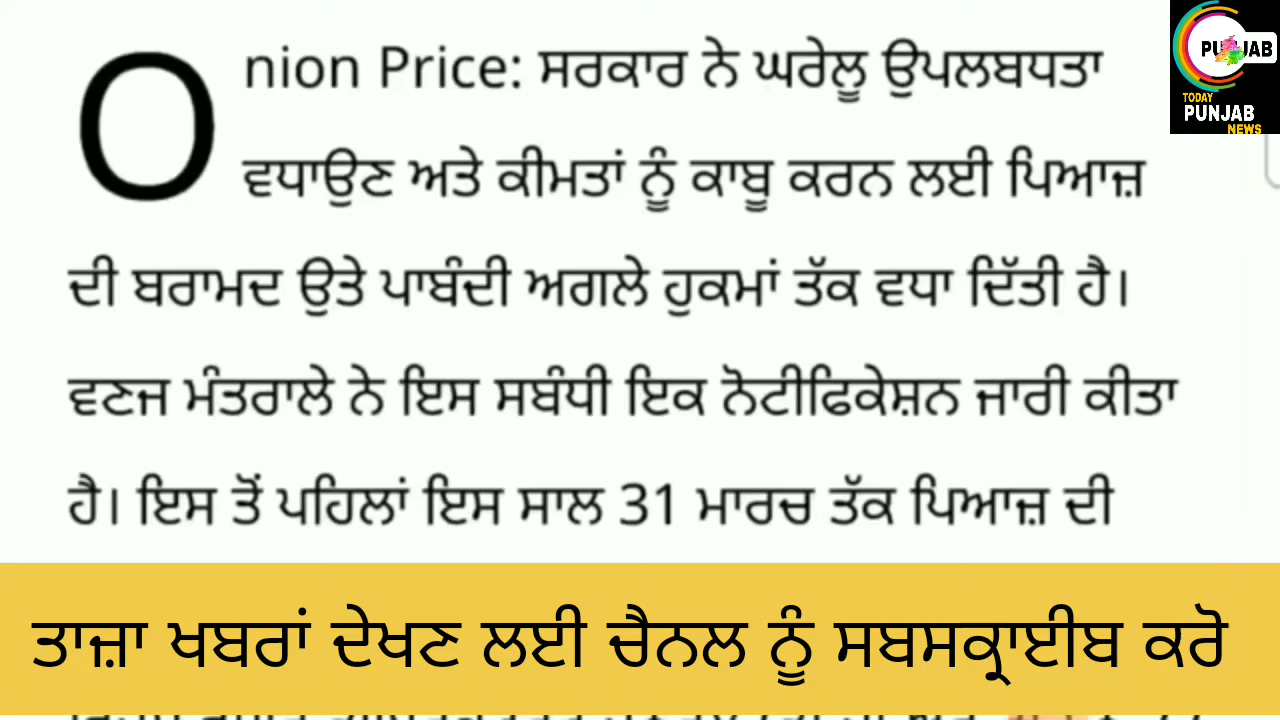 Onion Price: ਸਰਕਾਰ ਨੇ ਘਰੇਲੂ ਉਪਲਬਧਤਾ
ਵਧਾਉਣ ਅਤੇ ਕੀਮਤਾਂ ਨੂੰ ਕਾਬੂ ਕਰਨ ਲਈ ਪਿਆਜ਼
ਦੀ ਬਰਾਮਦ ਉਤੇ ਪਾਬੰਦੀ ਅਗਲੇ ਹੁਕਮਾਂ ਤੱਕ ਵਧਾ ਦਿੱਤੀ ਹੈ।
ਵਣਜ ਮੰਤਰਾਲੇ ਨੇ ਇਸ ਸਬੰਧੀ ਇਕ ਨੋਟੀਫਿਕੇਸ਼ਨ ਜਾਰੀ ਕੀਤਾ
ਹੈ। ਇਸ ਤੋਂ ਪਹਿਲਾਂ ਇਸ ਸਾਲ 31 ਮਾਰਚ ਤੱਕ ਪਿਆਜ਼ ਦੀ
ਤਾਜ਼ਾ ਖਬਰਾਂ ਦੇਖਣ ਲਈ ਚੈਨਲ ਨੂੰ ਸਬਸਕ੍ਰਾਈਬ ਕਰੋ
PUNJAB
TODAY
PUNJAB
NEWS